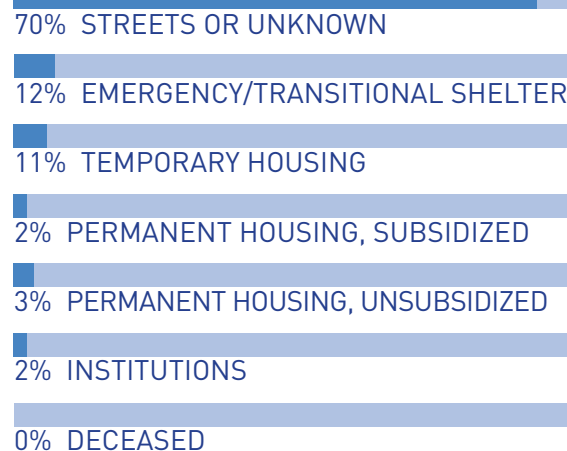 70% STREETS OR UNKNOWN
12% EMERGENCY/TRANSITIONAL SHELTER
11% TEMPORARY HOUSING
2% PERMANENT HOUSING, SUBSIDIZED
3% PERMANENT HOUSING, UNSUBSIDIZED
2% INSTITUTIONS
0% DECEASED